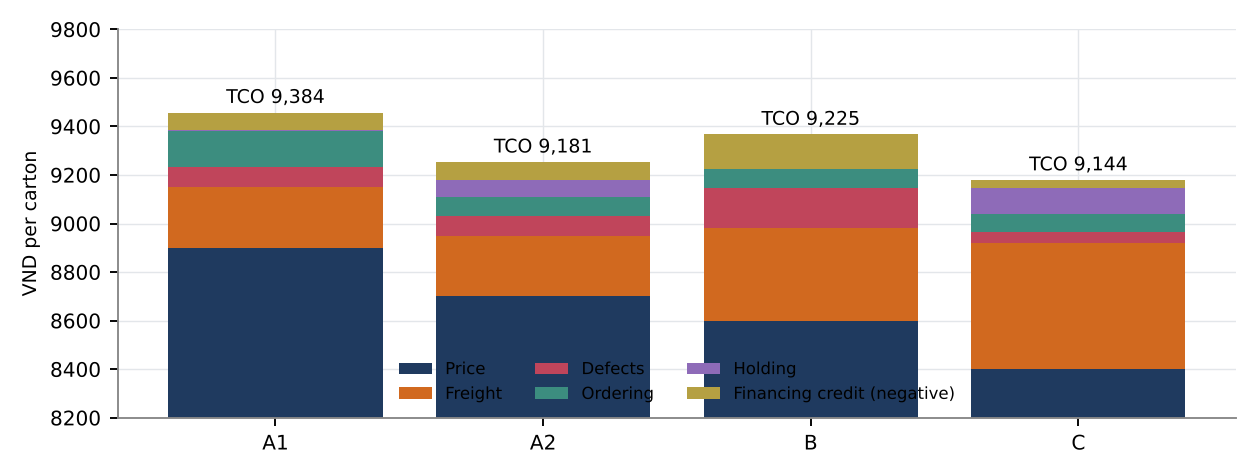 9800
9600
9400
9200
9000
8800
8600
8400
8200
VND per carton
TCO 9,384
TCO 9,181
TCO 9,225
TCO 9,144
Price Defects Holding
Freight Ordering Financing credit (negative)
A1 A2 B C